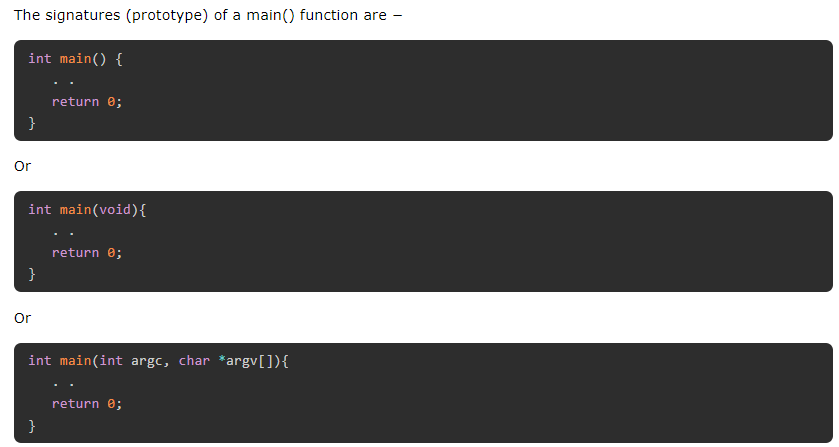 The signatures (prototype) of a main() function are −
int main() {
. .
return 0;
}
Or
int main(void){
. .
return 0;
}
Or
int main(int argc, char *argv[]){
. .
return 0;
}